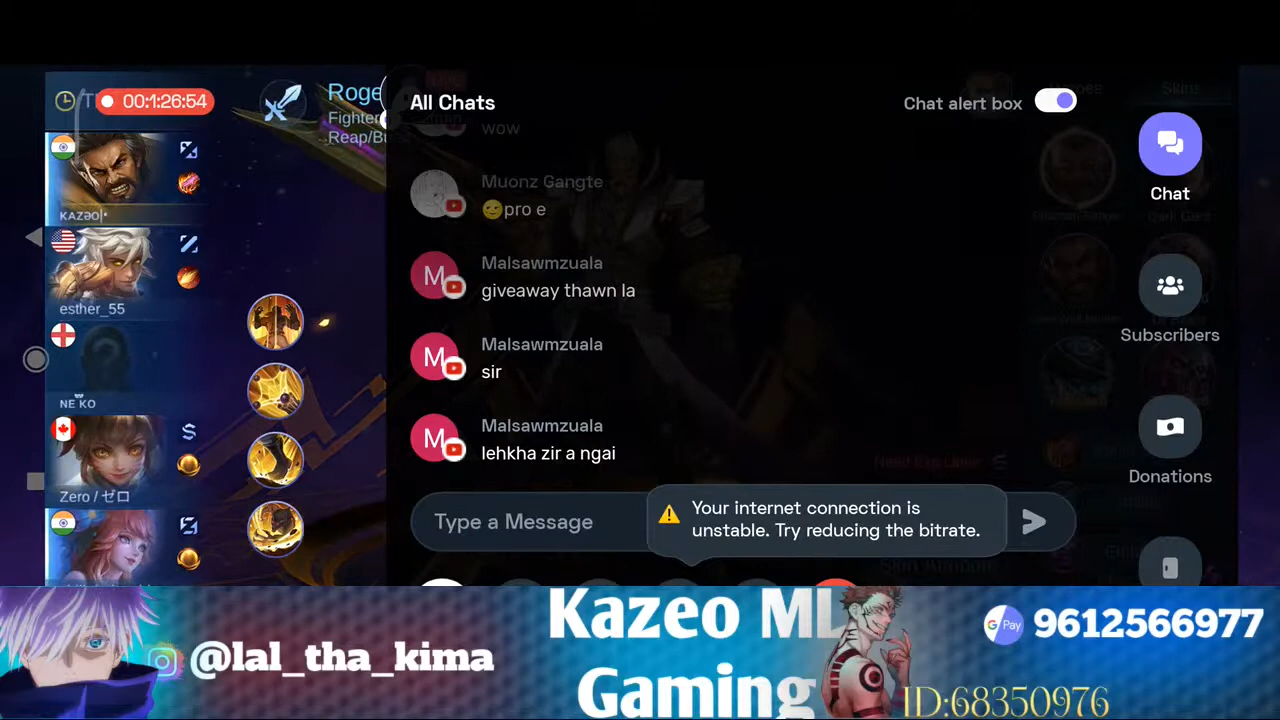 00:1:26:54
Roge
Fighter
Reap/Bu
KAZƏO|•
esther_55
NE KO
Zero / ゼロ
All Chats
Chat alert box
wow
Muonz Gangte
😏pro e
Malsawmzuala
giveaway thawn la
Malsawmzuala
sir
Malsawmzuala
lehkha zir a ngai
Type a Message
Your internet connection is
unstable. Try reducing the bitrate.
Chat
Subscribers
Donations
@lal_tha_kima
Kazeo ML
Gaming
G Pay 9612566977
ID:68350976